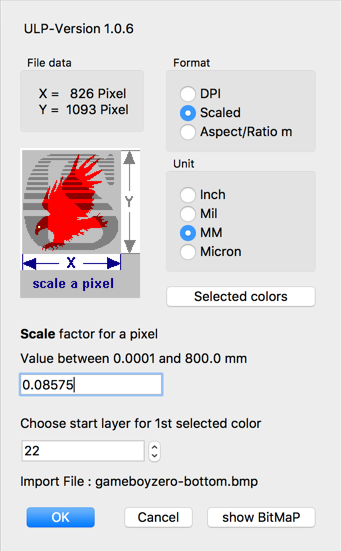 ULP-Version 1.0.6
File data
X =   826 Pixel
Y =  1093 Pixel
Format
DPI
Scaled
Aspect/Ratio m
Y
X
scale a pixel
Unit
Inch
Mil
MM
Micron
Selected colors
Scale factor for a pixel
Value between 0.0001 and 800.0 mm
0.08575
Choose start layer for 1st selected color
22
Import File : gameboyzero-bottom.bmp
OK
Cancel
show BitMaP